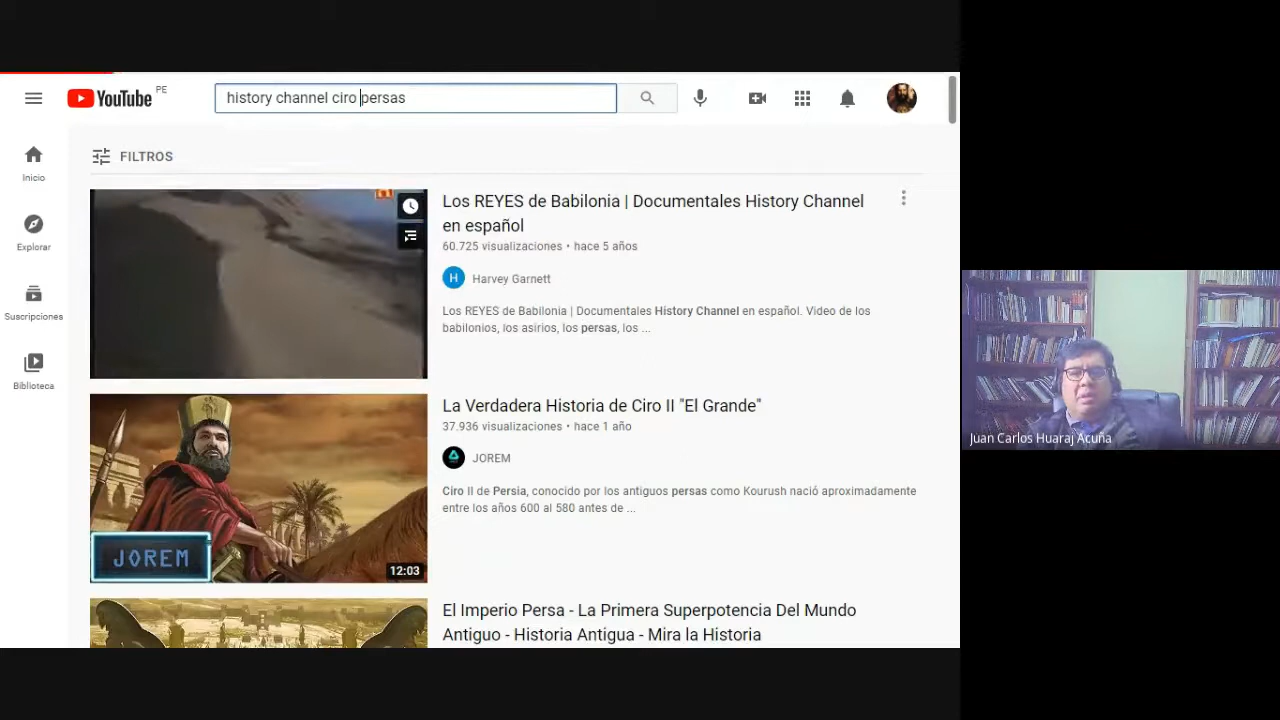 YouTube PE
history channel ciro persas
Inicio
Explorar
Suscripciones
Biblioteca
FILTROS
Los REYES de Babilonia | Documentales History Channel
en español
60.725 visualizaciones • hace 5 años
H Harvey Garnett
Los REYES de Babilonia | Documentales History Channel en español. Video de los
babilonios, los asirios, los persas, los ...
JOREM
12:03
La Verdadera Historia de Ciro II "El Grande"
37.936 visualizaciones • hace 1 año
JOREM
Ciro II de Persia, conocido por los antiguos persas como Kourush nació aproximadamente
entre los años 600 al 580 antes de ...
El Imperio Persa - La Primera Superpotencia Del Mundo
Antiguo - Historia Antigua - Mira la Historia
Juan Carlos Huaraj Acuña